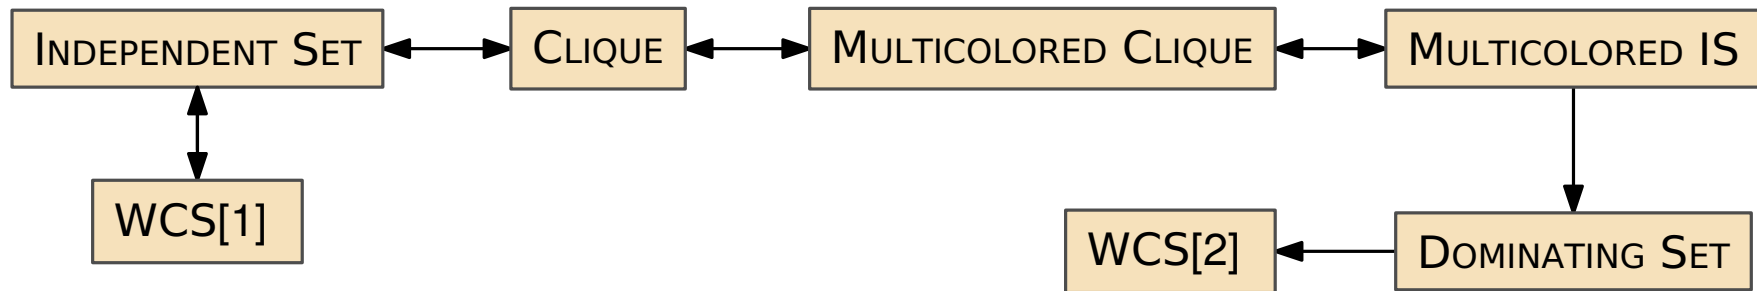 INDEPENDENT SET
CLIQUE
MULTICOLORED CLIQUE
MULTICOLORED IS
WCS[1]
WCS[2]
DOMINATING SET